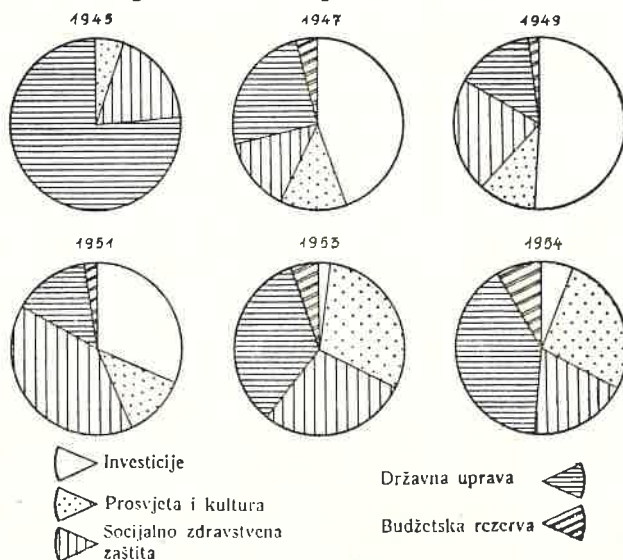 1945 1947 1949
1951 1953 1954
Investicije
Prosvjeta i kultura
Socijalno zdravstvena
zaštita
Državna uprava
Budžetska rezerva